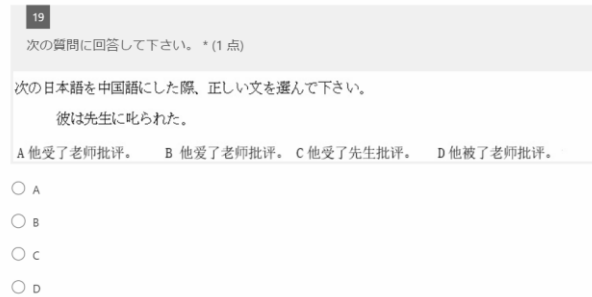 19
次の質問に回答して下さい。 * (1 点)
次の日本語を中国語にした際、正しい文を選んで下さい。
彼は先生に叱られた。
A 他受了老师批评。 B 他爱了老师批评。 C 他受了先生批评。 D 他被了老师批评。
A
B
C
D